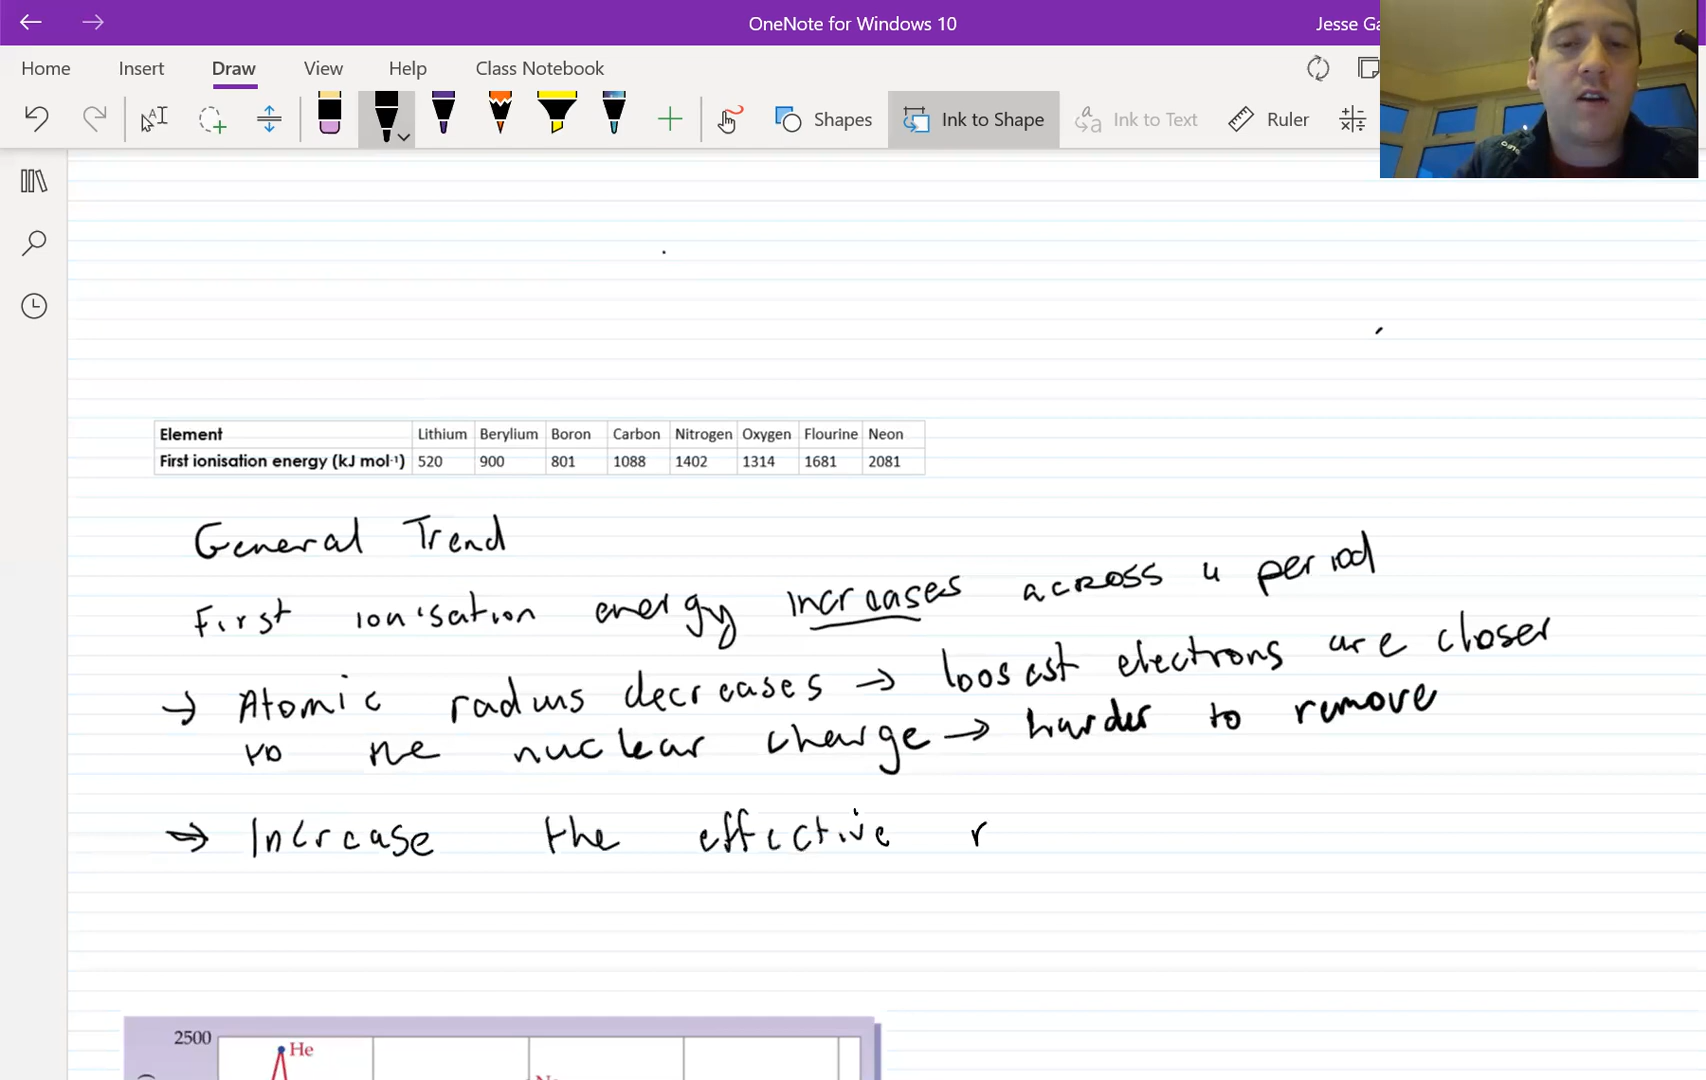 OneNote for Windows 10
Jesse Ga
Home Insert Draw View Help Class Notebook
Shapes Ink to Shape Ink to Text Ruler
Element Lithium Berylium Boron Carbon Nitrogen Oxygen Flourine Neon
First ionisation energy (kJ mol-1) 520 900 801 1088 1402 1314 1681 2081
General Trend
First ionisation energy increases across a period
→ Atomic radius decreases → loosest electrons are closer
to the nuclear charge → harder to remove
→ Increase the effective r
2500
He